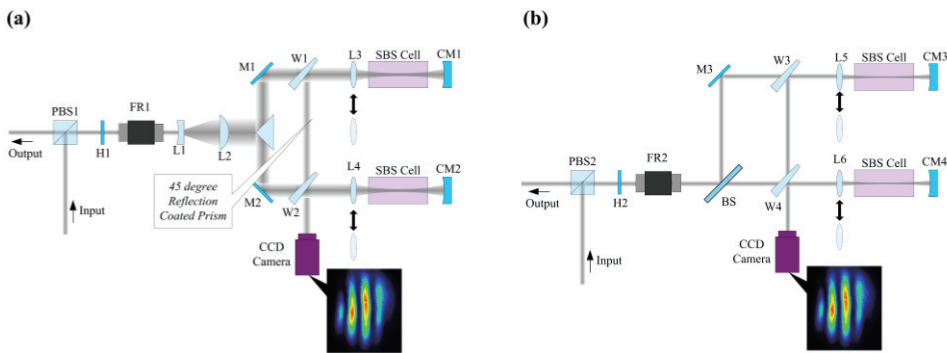 (a)
M1
W1
L3
SBS Cell
CM1
PBS1
FR1
Output
H1
L1
L2
Input
45 degree
Reflection
Coated Prism
M2
W2
L4
SBS Cell
CM2
CCD
Camera
(b)
M3
W3
L5
SBS Cell
CM3
PBS2
FR2
Output
H2
BS
W4
L6
SBS Cell
CM4
Input
CCD
Camera